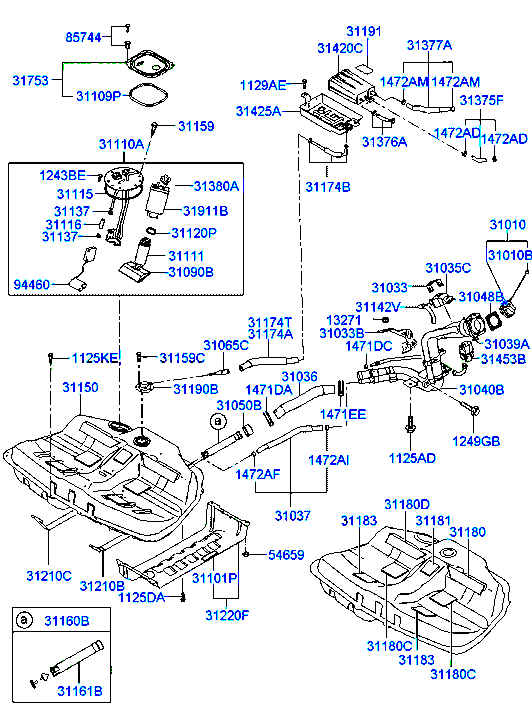 31191
85744
31420C
31377A
31753
1129AE
1472AM
1472AM
31109P
31375F
31425A
31159
1472AD
1472AD
31376A
31110A
1243BE
31174B
31115
31380A
31137
31911B
31116
31120P
31137
31010
31111
31010B
94460
31090B
31035C
31033
31048B
31142V
31174T
31174A
13271
31033B
31065C
1471DC
31039A
31453B
1125KE
31159C
31150
31190B
1471DA
31036
31040B
31050B
1471EE
a
1249GB
1125AD
1472AF
1472AI
31037
31180D
31183
31181
31180
54659
31210C
31210B
31101P
1125DA
31220F
a
31160B
31180C
31183
31180C
31161B